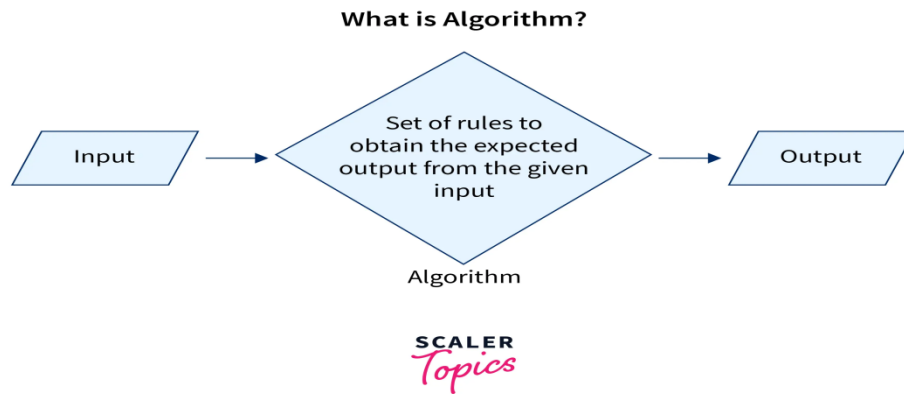 What is Algorithm?
Input
Set of rules to
obtain the expected
output from the given
input
Output
Algorithm
SCALER
Topics